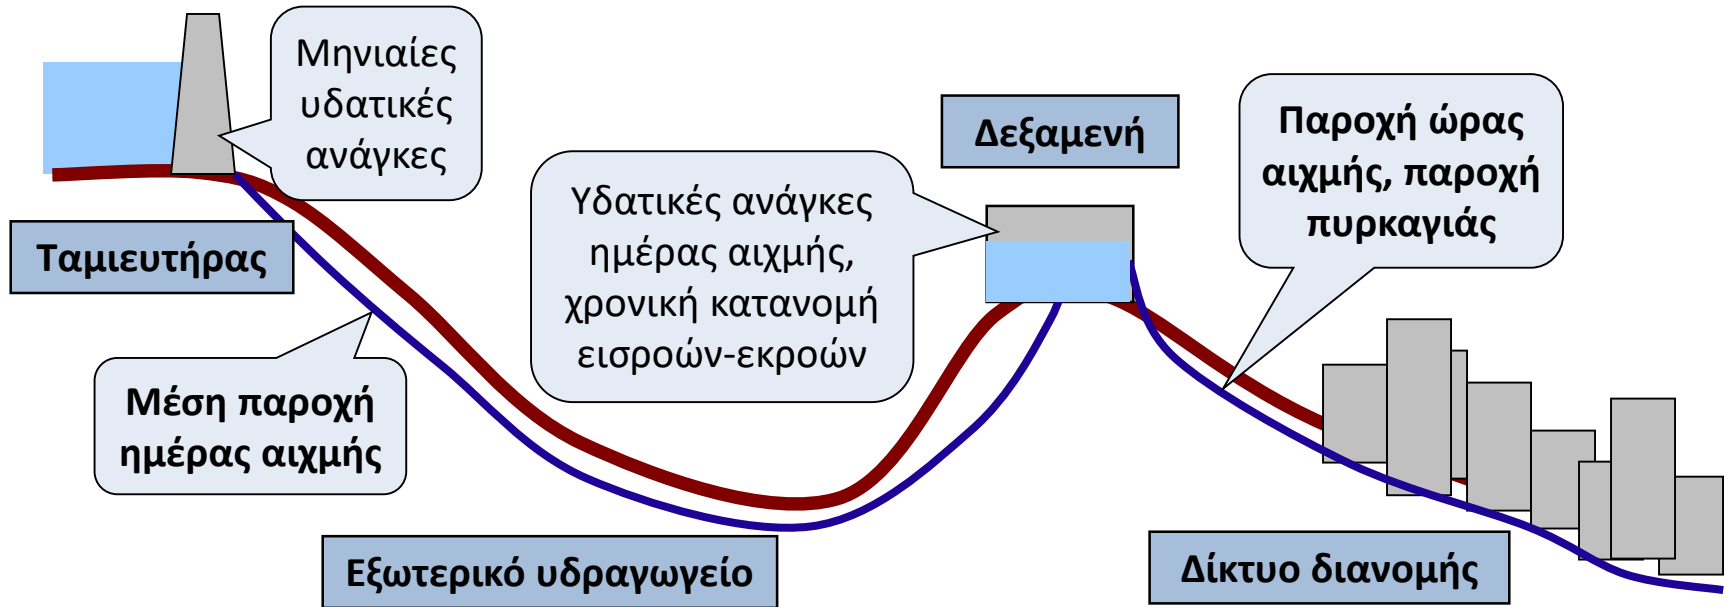 Μηνιαίες
υδατικές
ανάγκες
Ταμιευτήρας
Μέση παροχή
ημέρας αιχμής
Εξωτερικό υδραγωγείο
Υδατικές ανάγκες
ημέρας αιχμής,
χρονική κατανομή
εισροών-εκροών
Δεξαμενή
Παροχή ώρας
αιχμής, παροχή
πυρκαγιάς
Δίκτυο διανομής